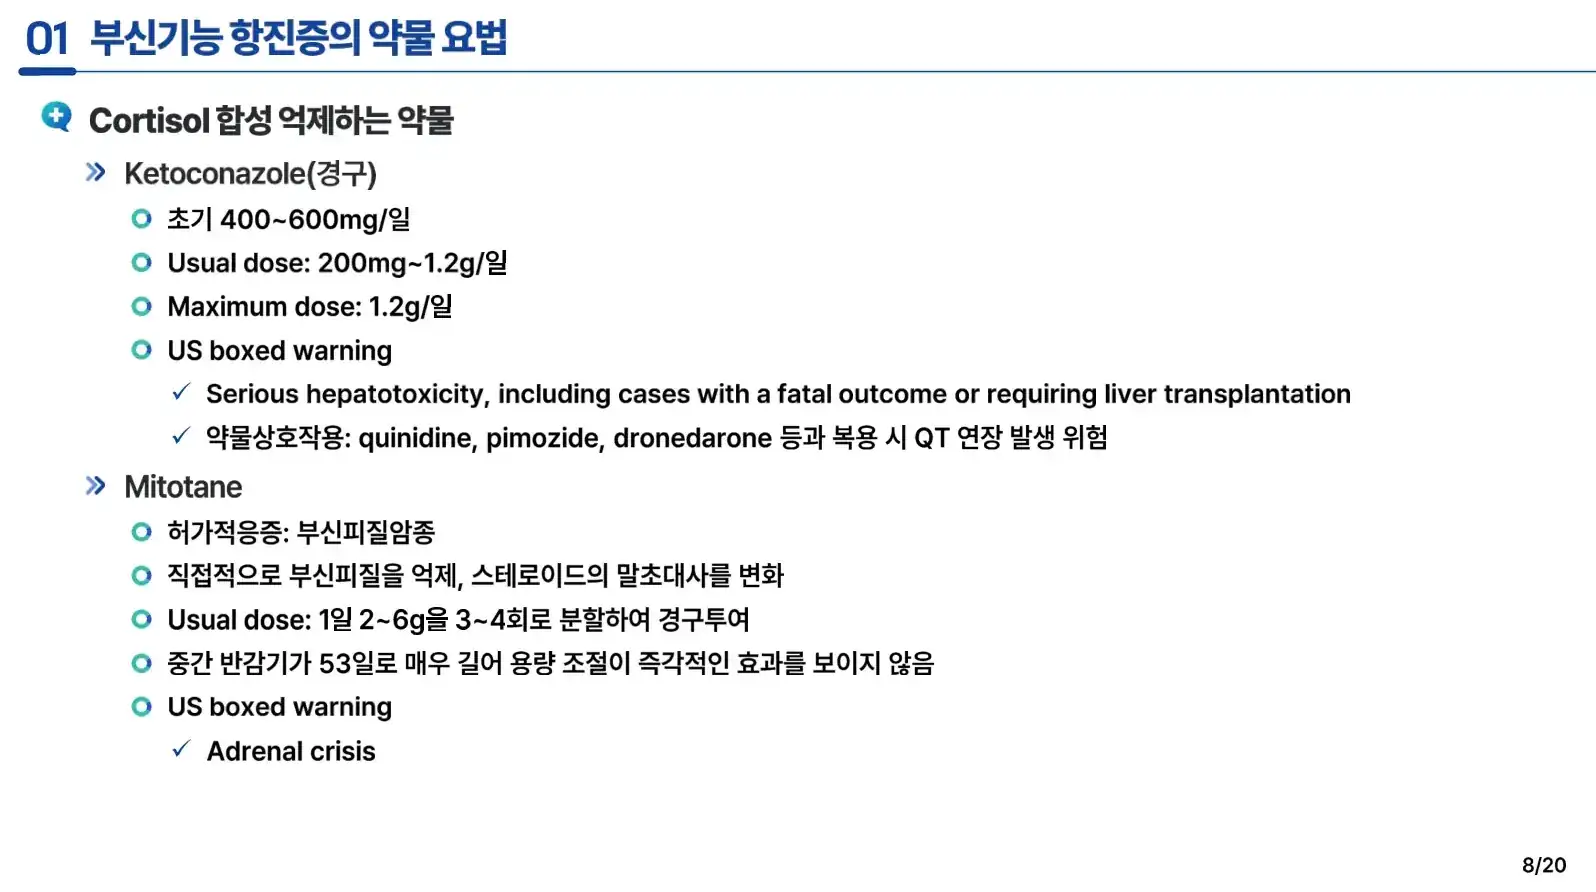 01 부신기능 항진증의 약물 요법
Cortisol 합성 억제하는 약물
Ketoconazole(경구)
초기 400~600mg/일
Usual dose: 200mg~1.2g/일
Maximum dose: 1.2g/일
US boxed warning
Serious hepatotoxicity, including cases with a fatal outcome or requiring liver transplantation
약물상호작용: quinidine, pimozide, dronedarone 등과 복용 시 QT 연장 발생 위험
Mitotane
허가적응증: 부신피질암종
직접적으로 부신피질을 억제, 스테로이드의 말초대사를 변화
Usual dose: 1일 2~6g을 3~4회로 분할하여 경구투여
중간 반감기가 53일로 매우 길어 용량 조절이 즉각적인 효과를 보이지 않음
US boxed warning
Adrenal crisis
8/20